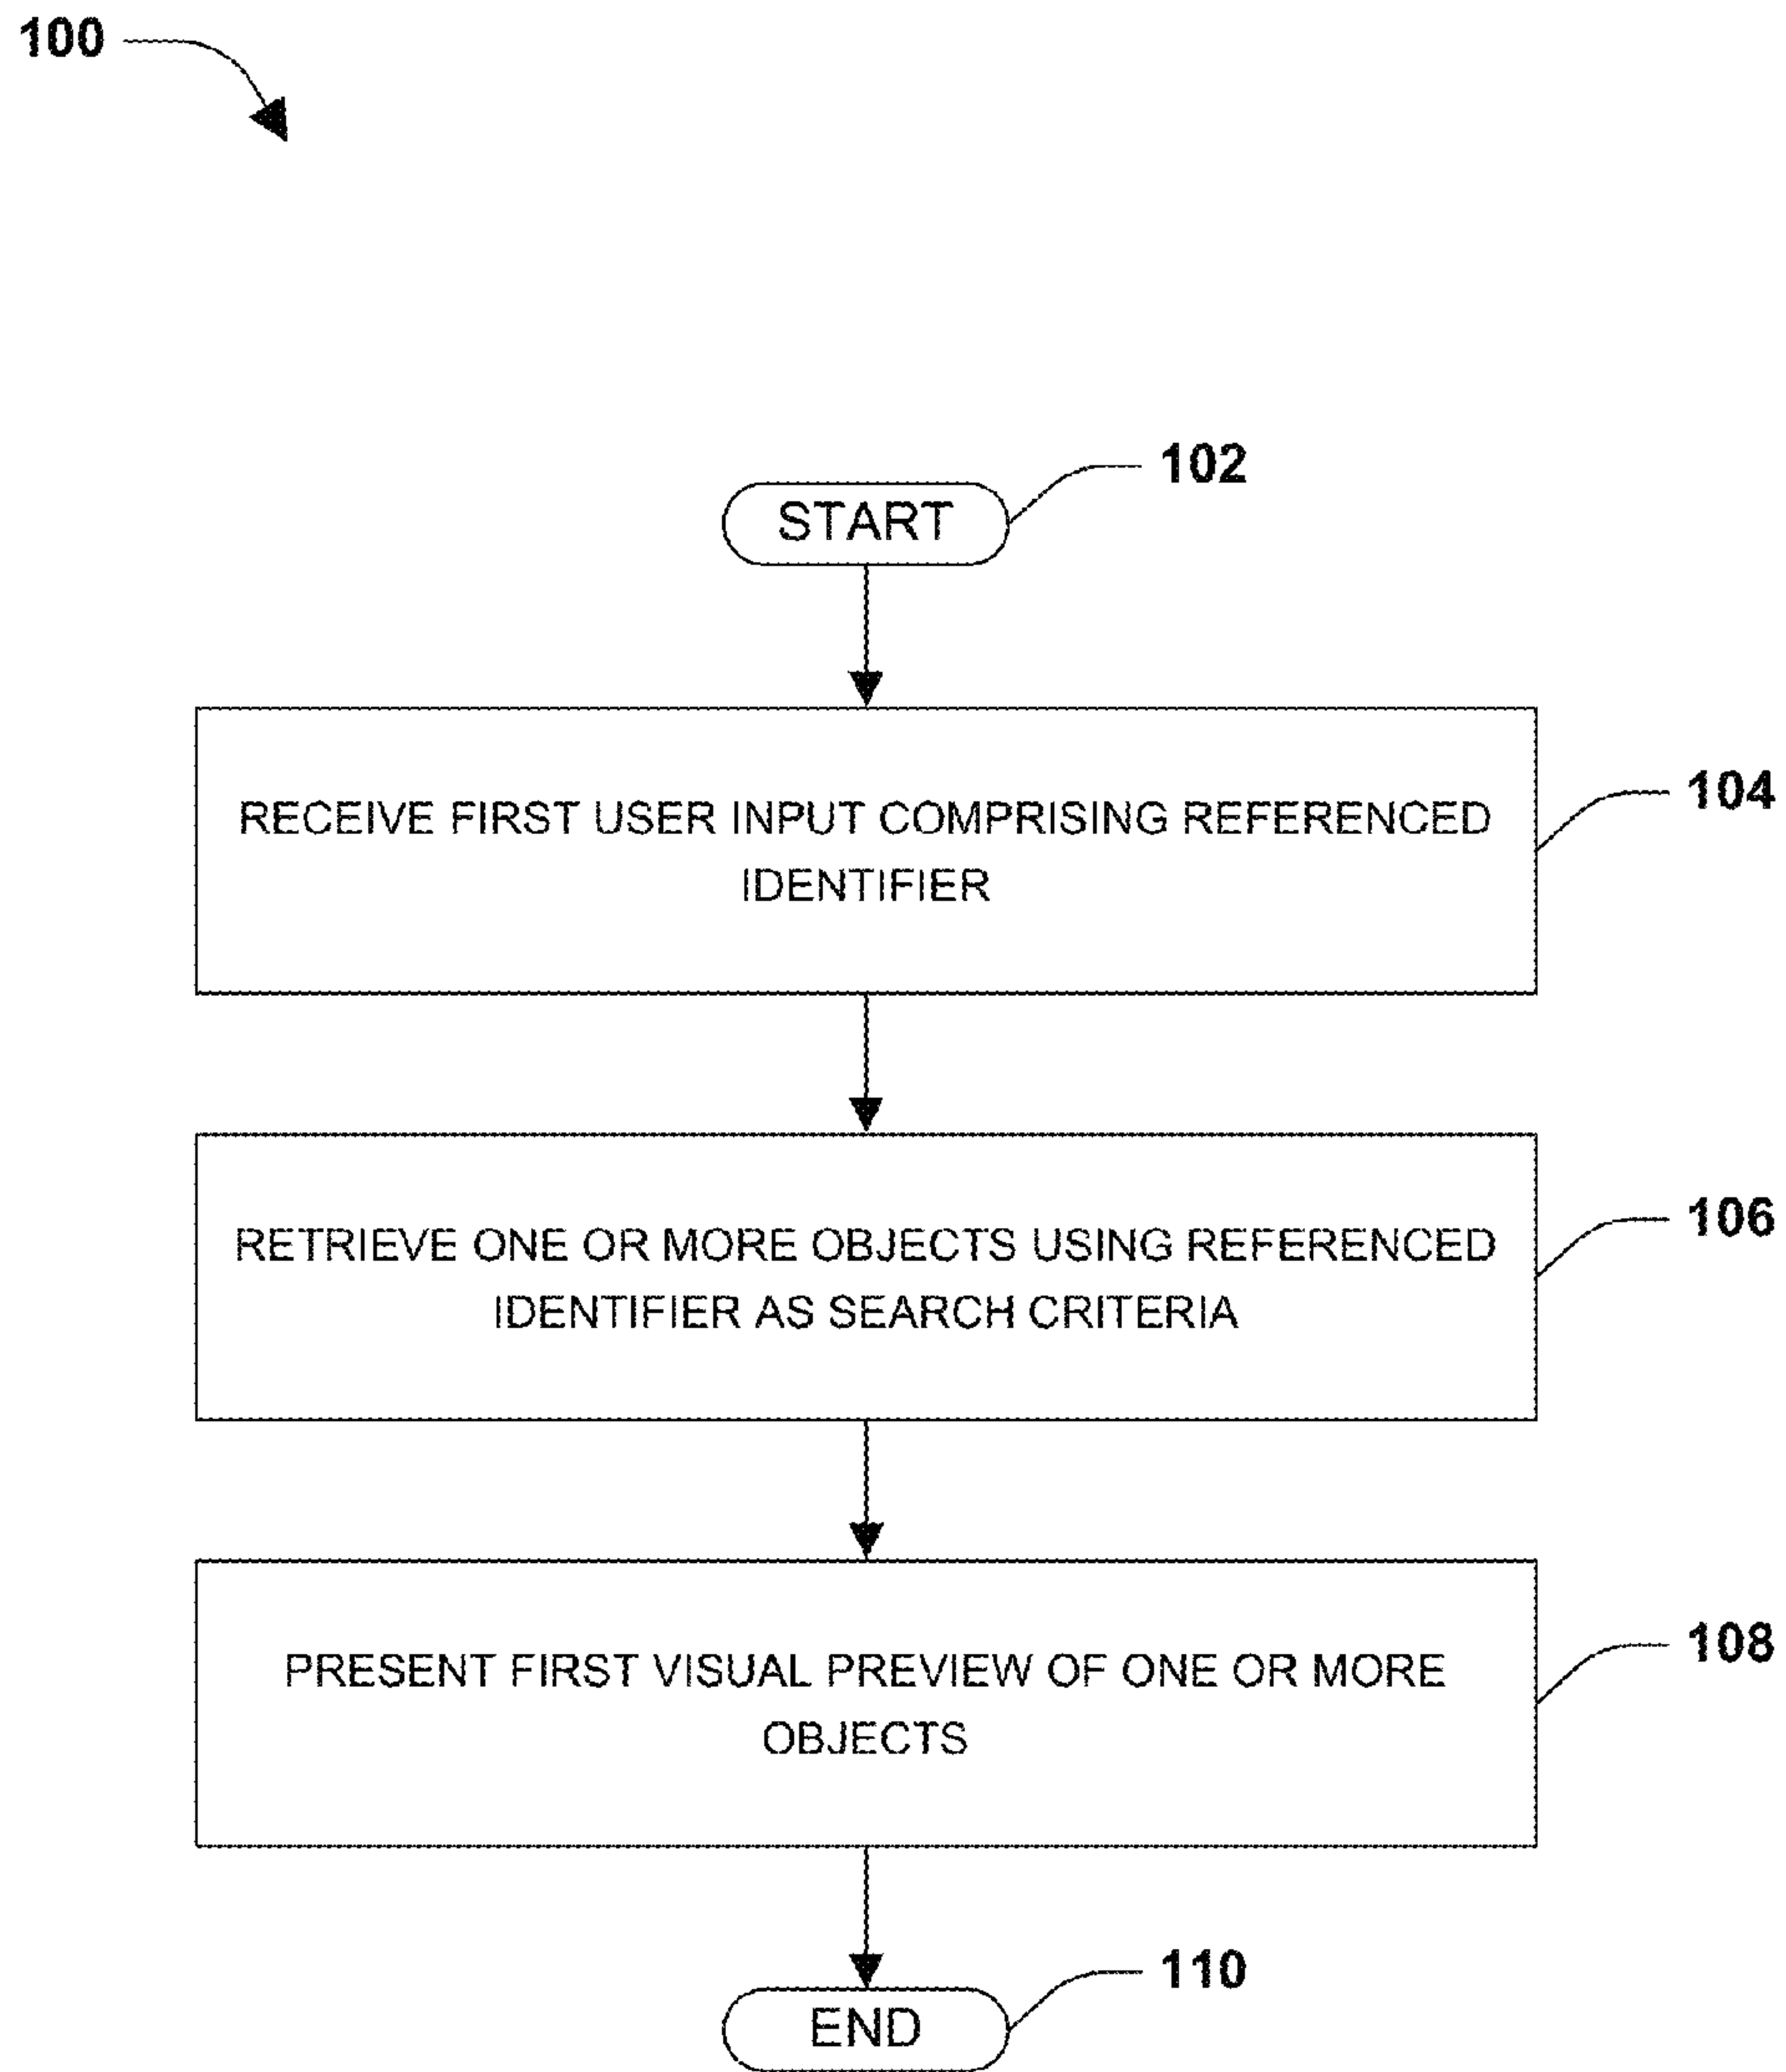 100
102
START
104
RECEIVE FIRST USER INPUT COMPRISING REFERENCED
IDENTIFIER
106
RETRIEVE ONE OR MORE OBJECTS USING REFERENCED
IDENTIFIER AS SEARCH CRITERIA
108
PRESENT FIRST VISUAL PREVIEW OF ONE OR MORE
OBJECTS
110
END